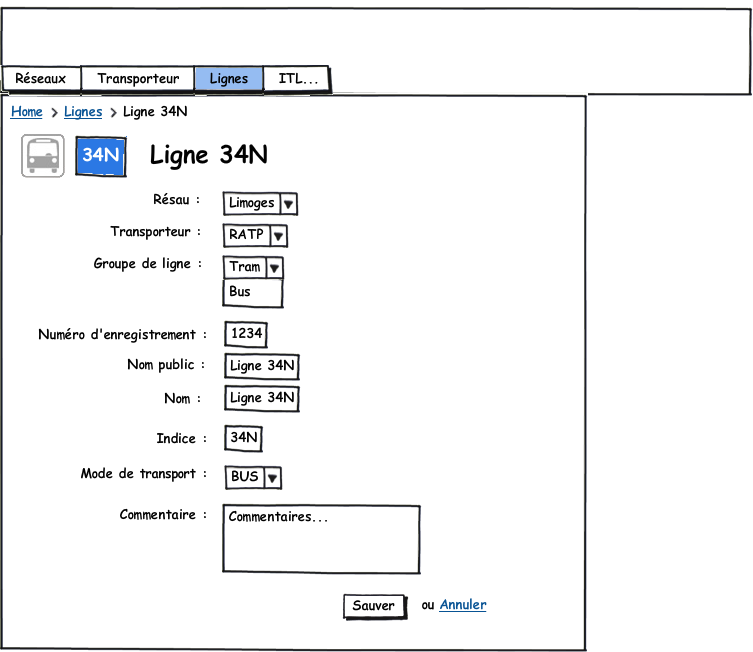 Réseaux Transporteur Lignes ITL...
Home > Lignes > Ligne 34N
34N Ligne 34N
Résau : Limoges
Transporteur : RATP
Groupe de ligne : Tram
Bus
Numéro d'enregistrement : 1234
Nom public : Ligne 34N
Nom : Ligne 34N
Indice : 34N
Mode de transport : BUS
Commentaire : Commentaires...
Sauver ou Annuler